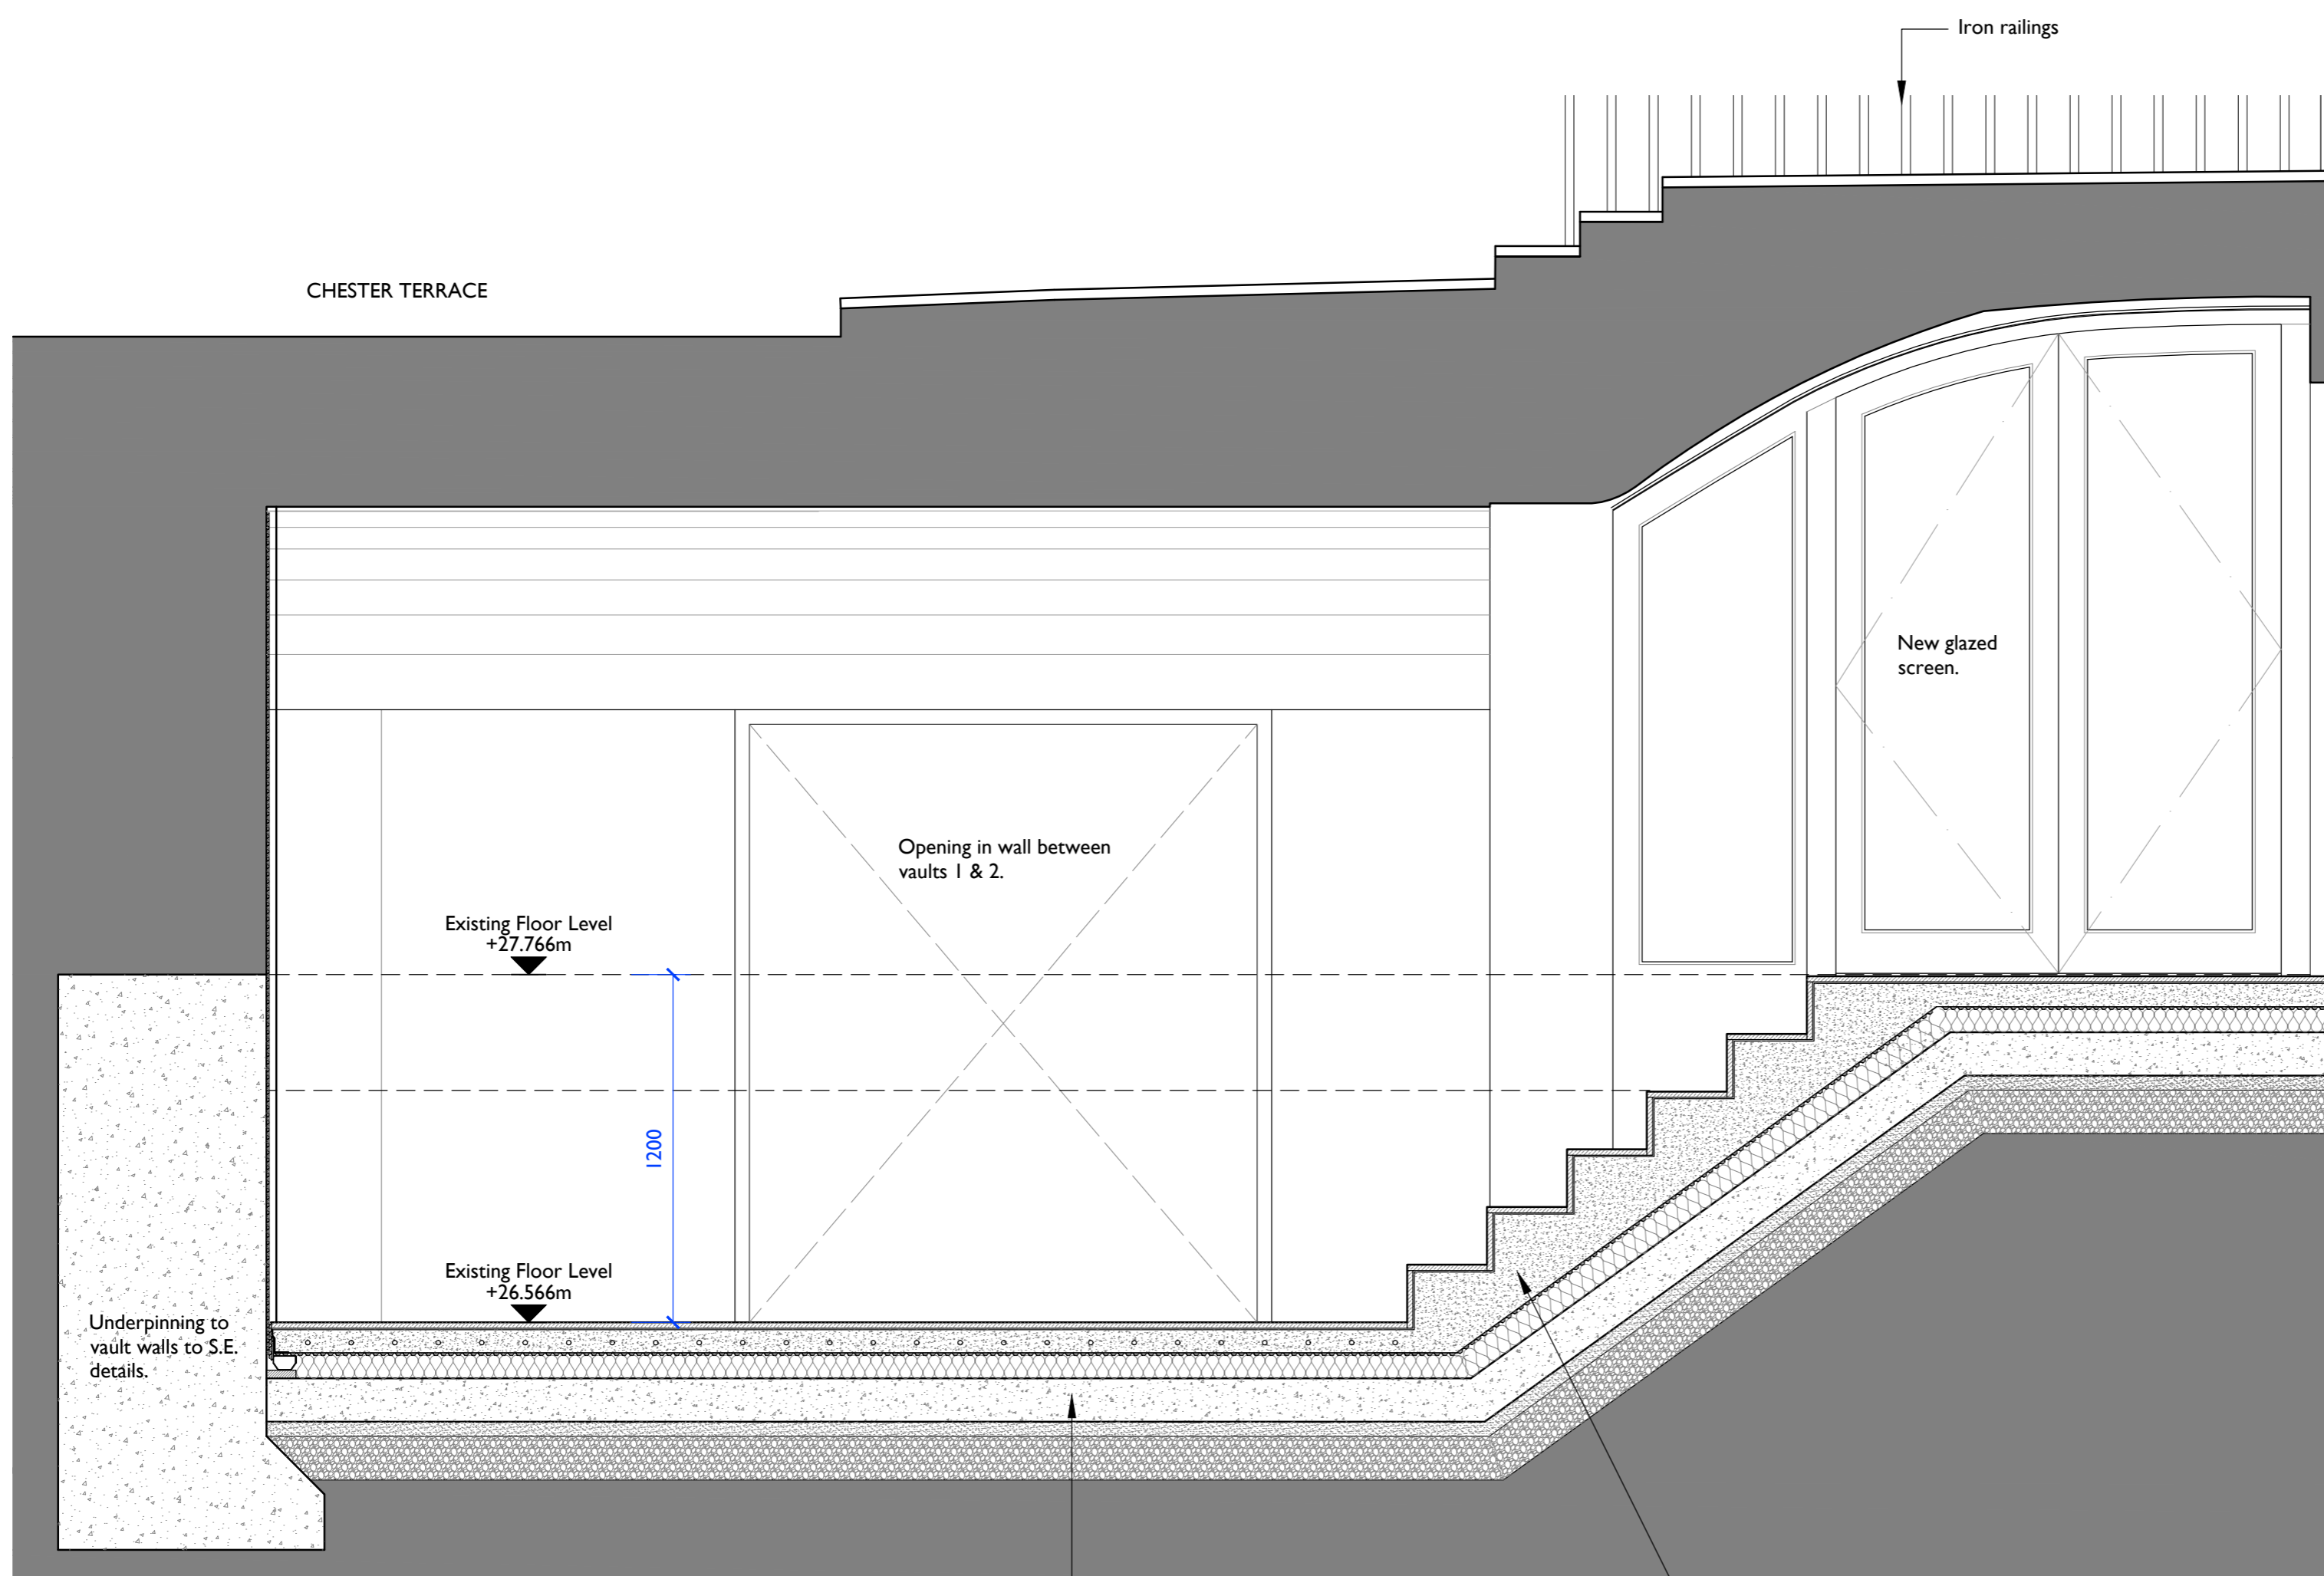 Iron railings
CHESTER TERRACE
New glazed
screen.
Opening in wall between
vaults 1 & 2.
Existing Floor Level
+27.766m
1200
Existing Floor Level
+26.566m
Underpinning to
vault walls to S.E.
details.